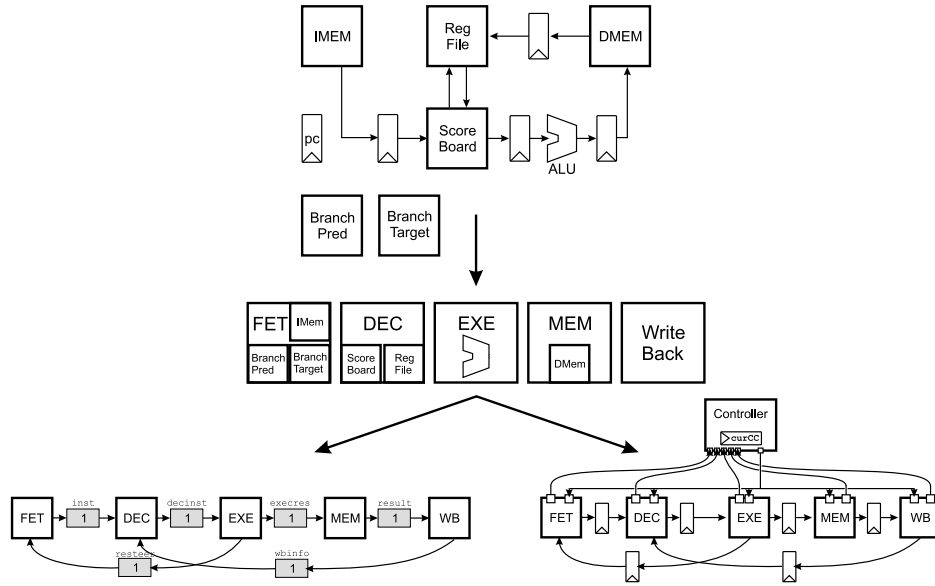 IMEM
Reg
File
DMEM
pc
Score
Board
ALU
Branch
Pred
Branch
Target
FET
IMem
Branch
Pred
Branch
Target
DEC
Score
Board
Reg
File
EXE
MEM
DMem
Write
Back
Controller
curCC
inst
decinst
execres
result
FET
1
DEC
1
EXE
1
MEM
1
WB
resteer
1
wbinfo
1
FET
DEC
EXE
MEM
WB